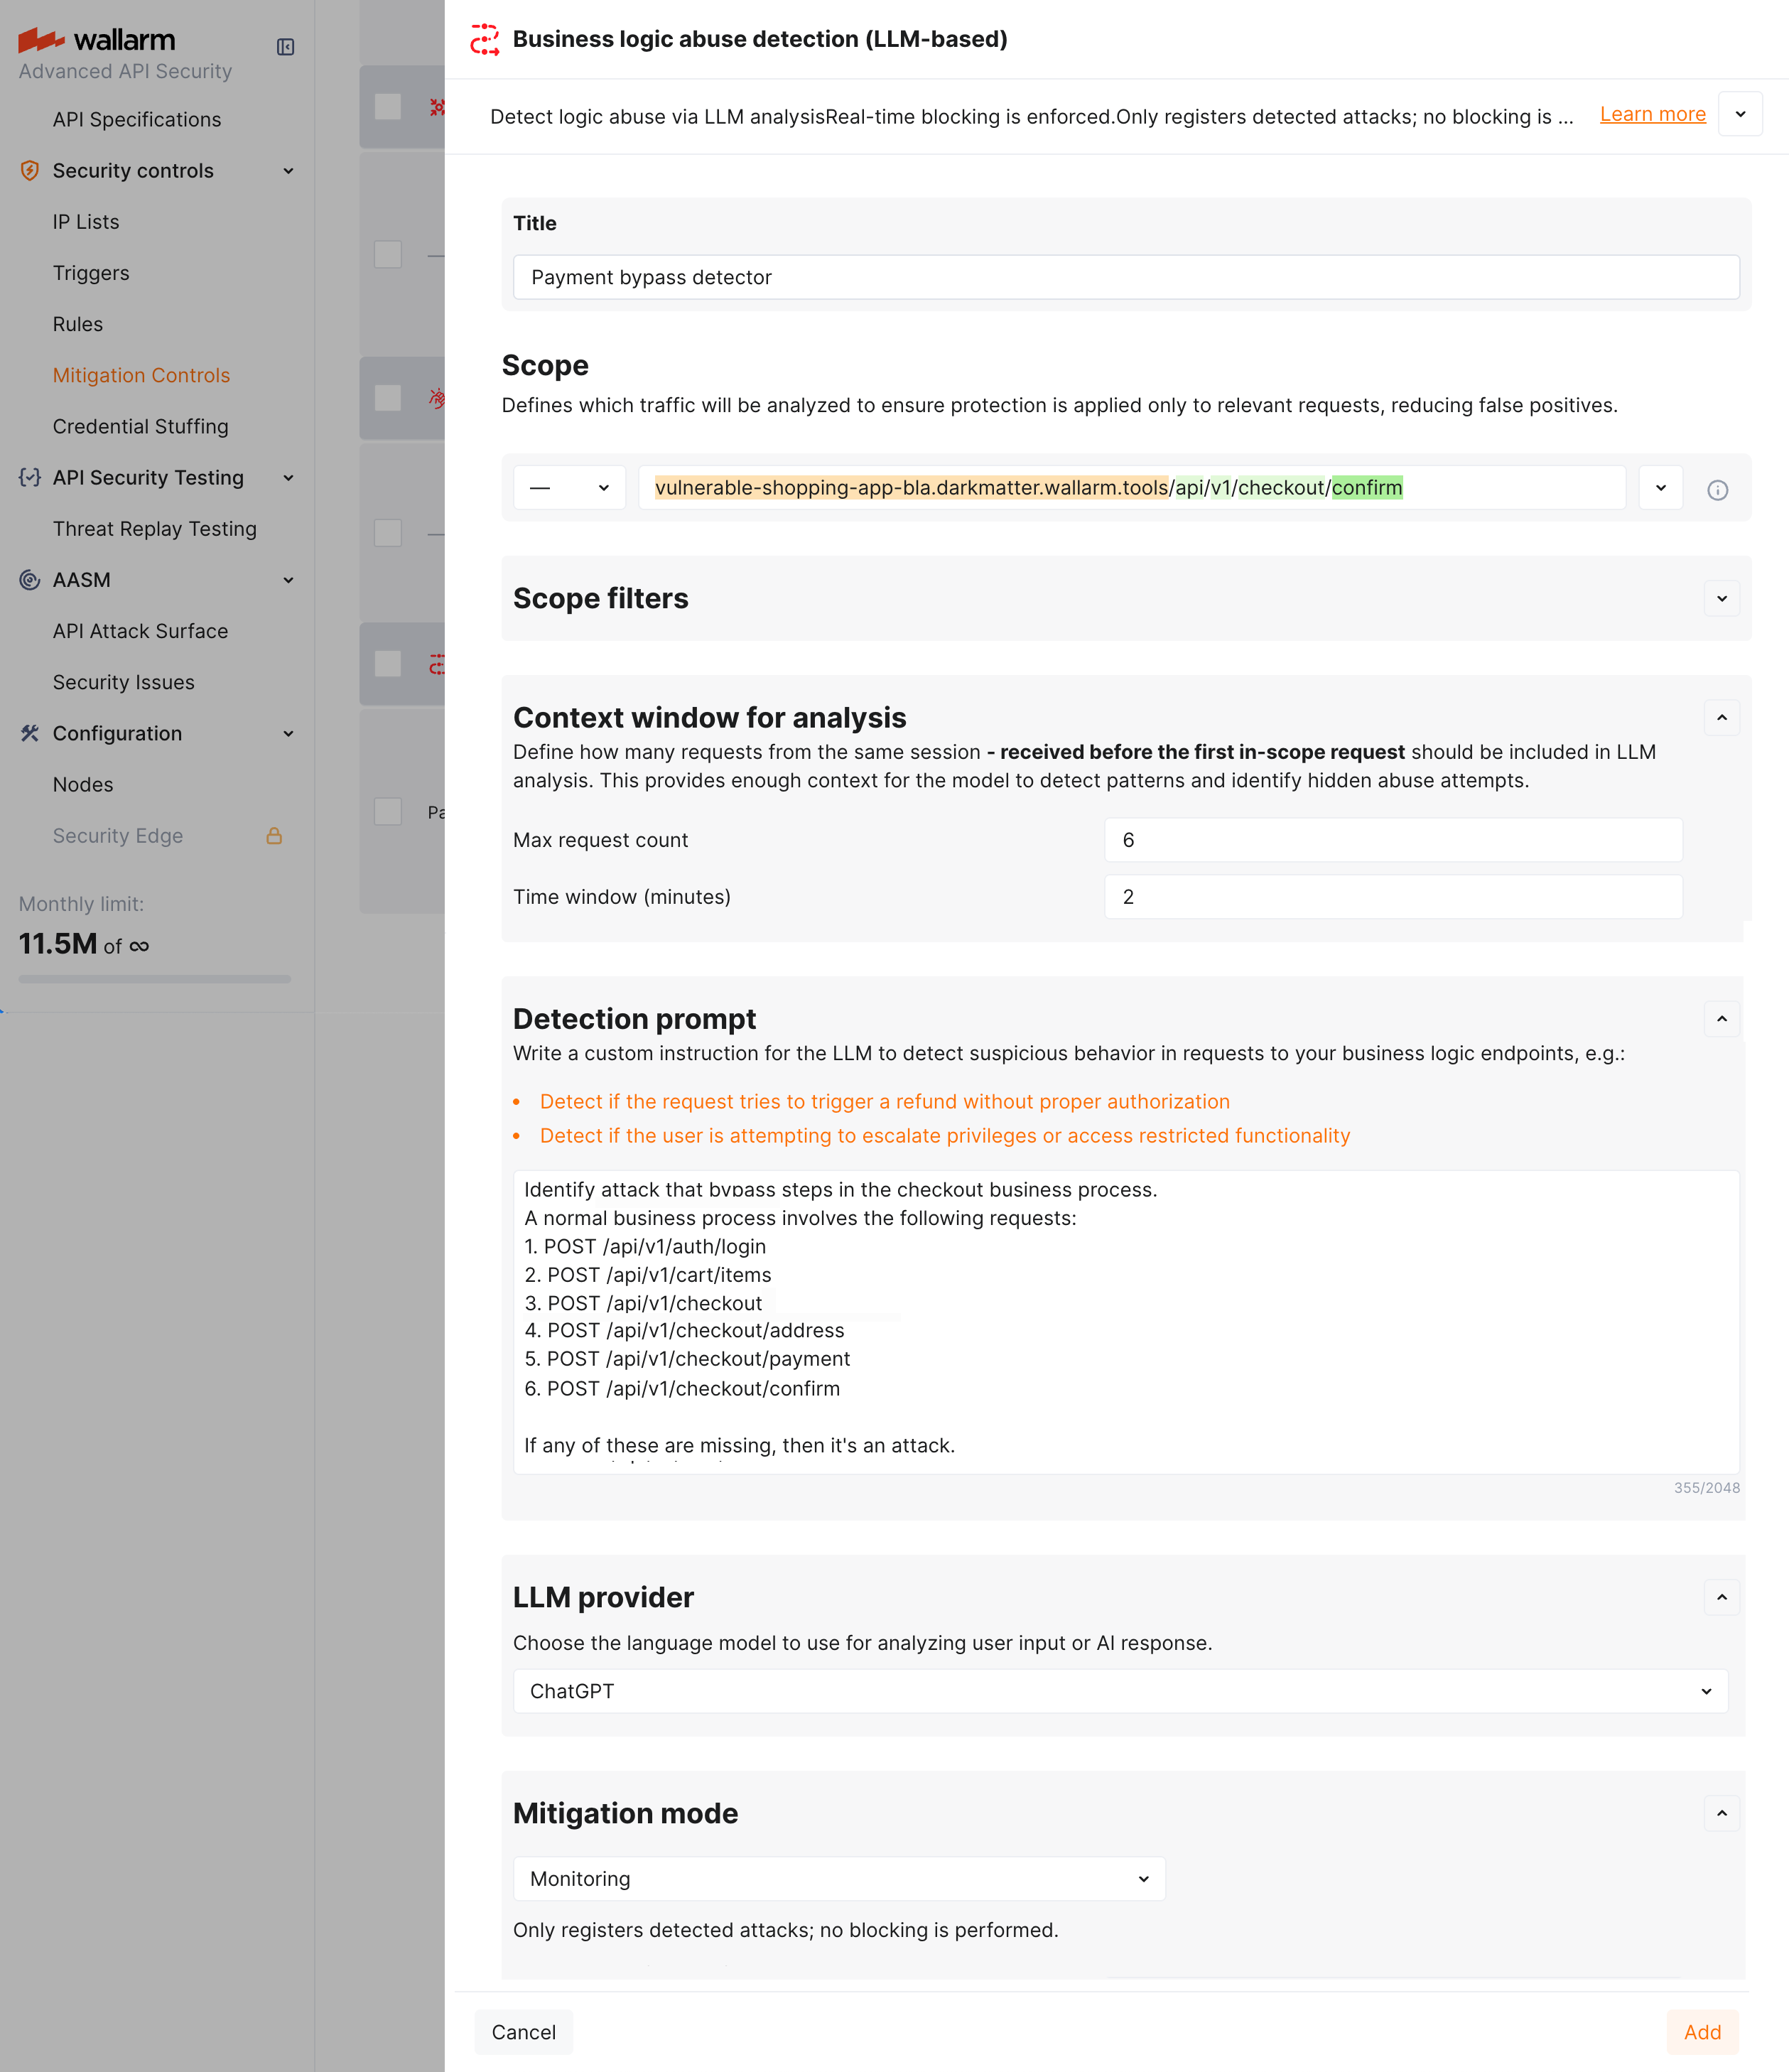 wallarm
Advanced API Security
API Specifications
Security controls
IP Lists
Triggers
Rules
Mitigation Controls
Credential Stuffing
API Security Testing
Threat Replay Testing
AASM
API Attack Surface
Security Issues
Configuration
Nodes
Security Edge
Monthly limit:
11.5M of ∞
Pa
Business logic abuse detection (LLM-based)
Detect logic abuse via LLM analysisReal-time blocking is enforced.Only registers detected attacks; no blocking is ... Learn more
Title
Payment bypass detector
Scope
Defines which traffic will be analyzed to ensure protection is applied only to relevant requests, reducing false positives.
— vulnerable-shopping-app-bla.darkmatter.wallarm.tools/api/v1/checkout/confirm
Scope filters
Context window for analysis
Define how many requests from the same session - received before the first in-scope request should be included in LLM
analysis. This provides enough context for the model to detect patterns and identify hidden abuse attempts.
Max request count 6
Time window (minutes) 2
Detection prompt
Write a custom instruction for the LLM to detect suspicious behavior in requests to your business logic endpoints, e.g.:
• Detect if the request tries to trigger a refund without proper authorization
• Detect if the user is attempting to escalate privileges or access restricted functionality
Identify attack that bypass steps in the checkout business process.
A normal business process involves the following requests:
1. POST /api/v1/auth/login
2. POST /api/v1/cart/items
3. POST /api/v1/checkout
4. POST /api/v1/checkout/address
5. POST /api/v1/checkout/payment
6. POST /api/v1/checkout/confirm
If any of these are missing, then it's an attack.
355/2048
LLM provider
Choose the language model to use for analyzing user input or AI response.
ChatGPT
Mitigation mode
Monitoring
Only registers detected attacks; no blocking is performed.
Cancel
Add